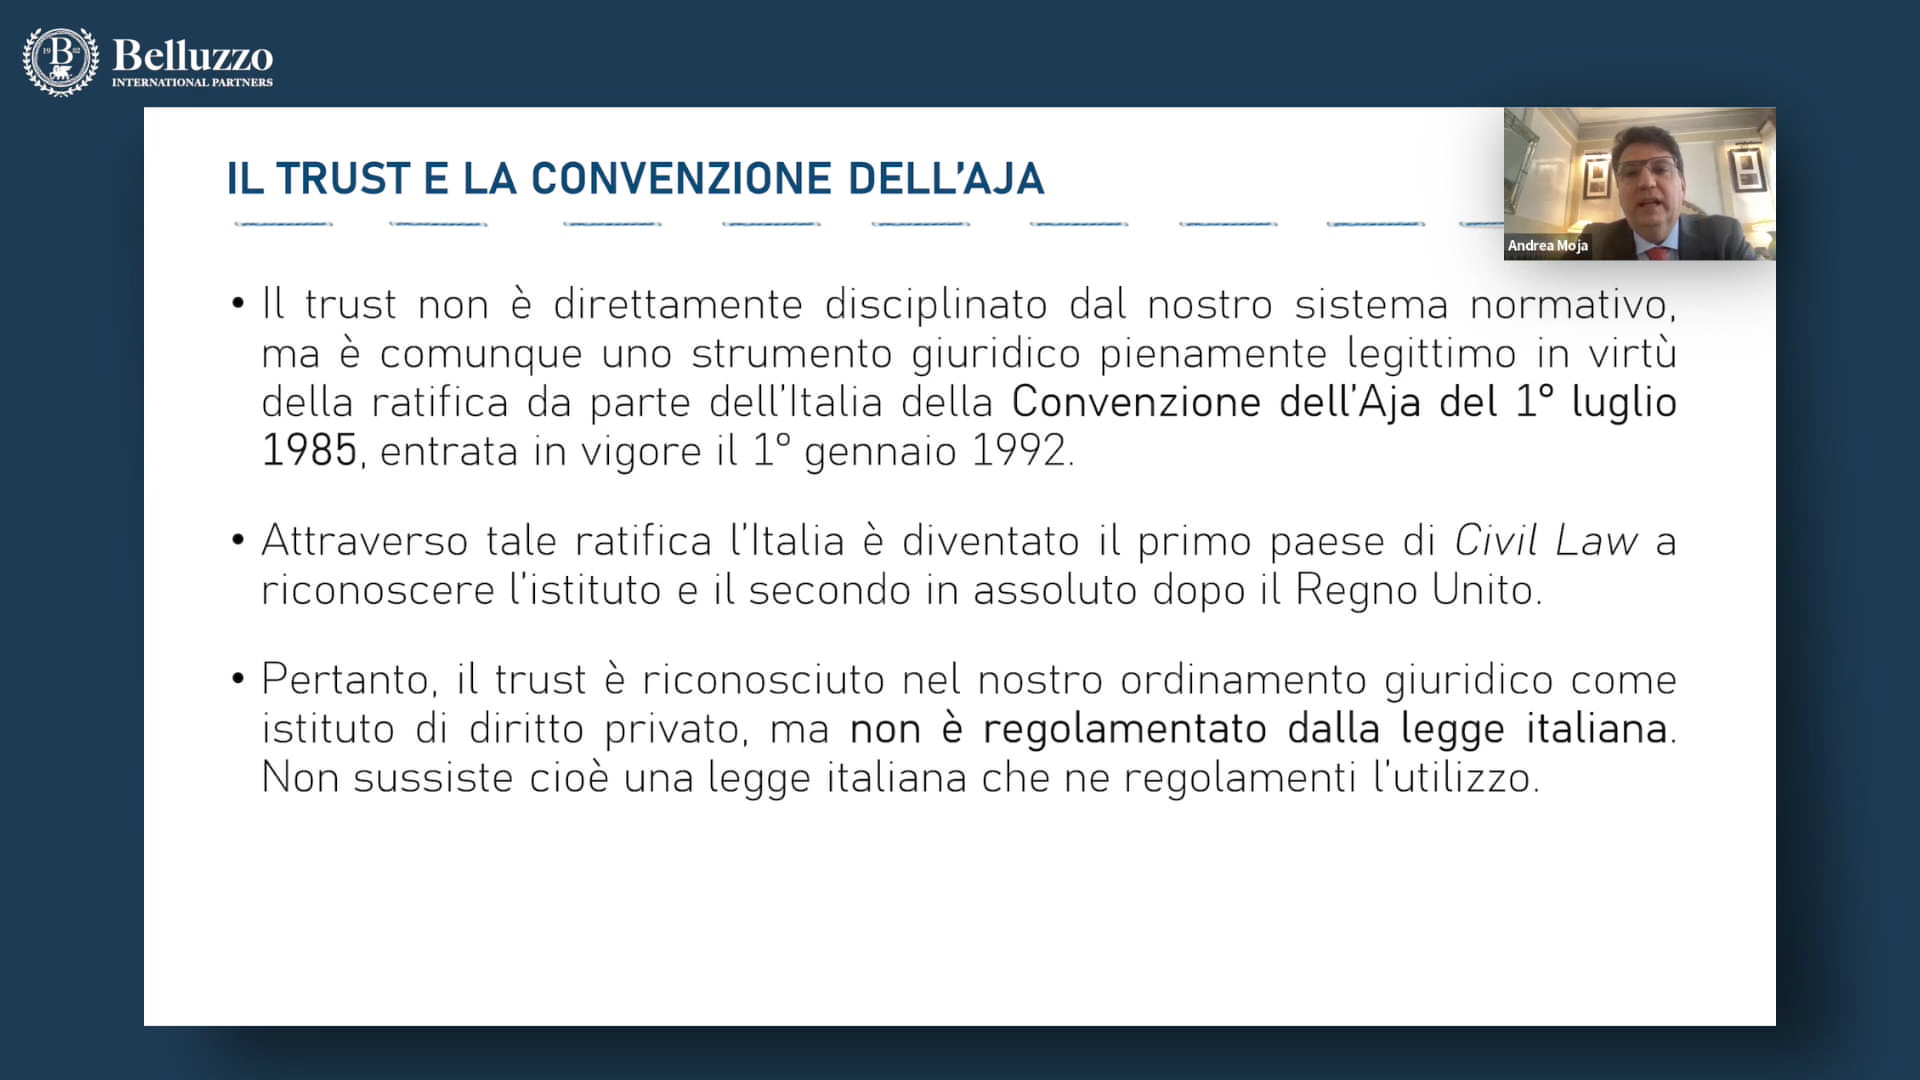 19 B 82
Belluzzo
INTERNATIONAL PARTNERS
IL TRUST E LA CONVENZIONE DELL’AJA
Andrea Moja
• Il trust non è direttamente disciplinato dal nostro sistema normativo,
ma è comunque uno strumento giuridico pienamente legittimo in virtù
della ratifica da parte dell’Italia della Convenzione dell’Aja del 1° luglio
1985, entrata in vigore il 1° gennaio 1992.
• Attraverso tale ratifica l’Italia è diventato il primo paese di Civil Law a
riconoscere l’istituto e il secondo in assoluto dopo il Regno Unito.
• Pertanto, il trust è riconosciuto nel nostro ordinamento giuridico come
istituto di diritto privato, ma non è regolamentato dalla legge italiana.
Non sussiste cioè una legge italiana che ne regolamenti l’utilizzo.